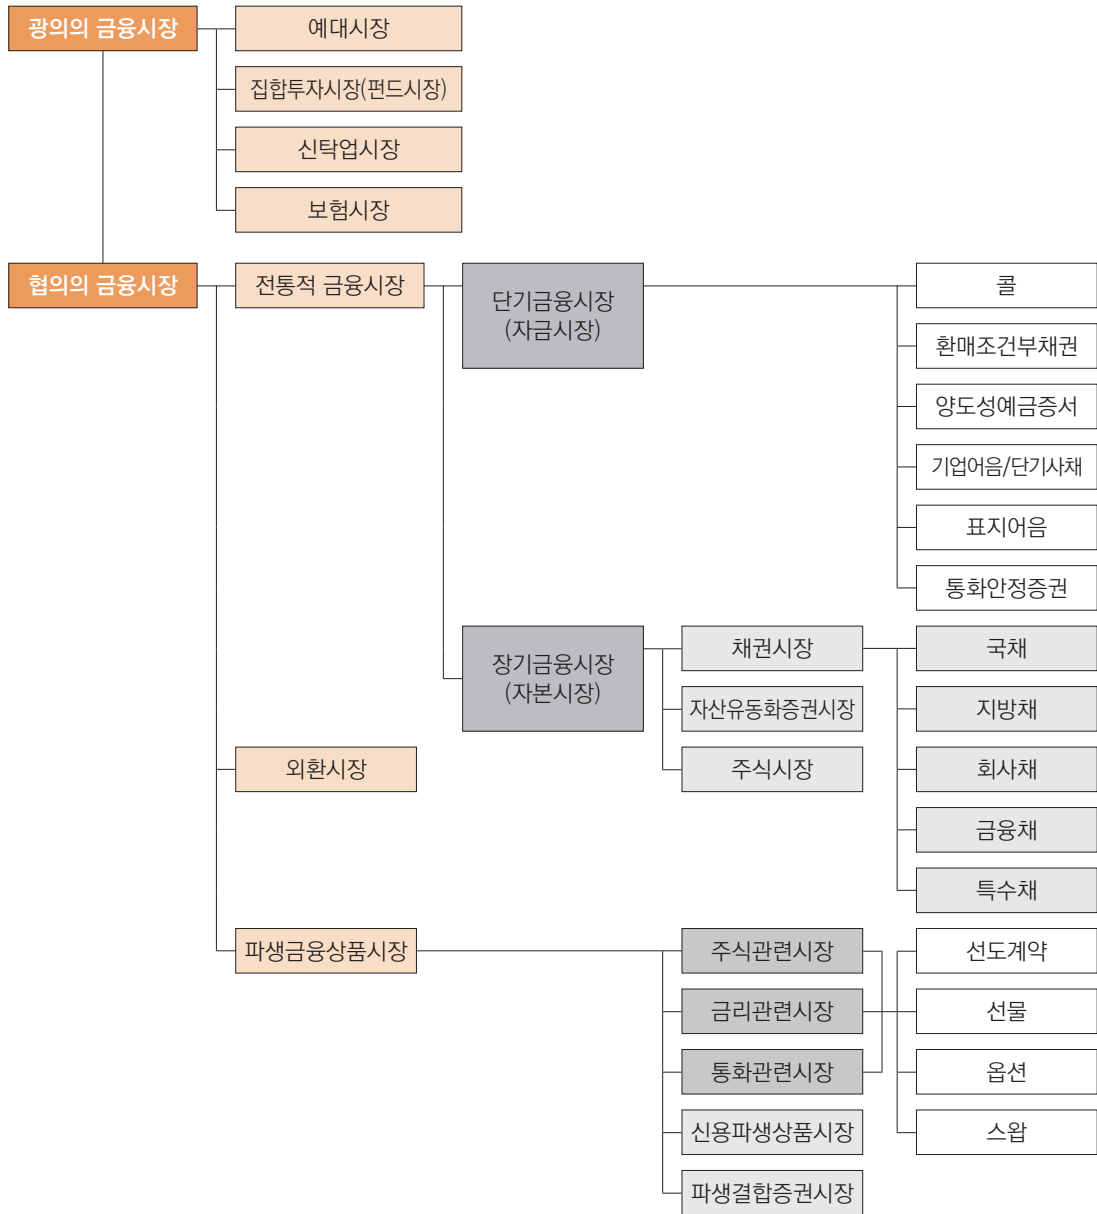 광의의 금융시장
예대시장
집합투자시장(펀드시장)
신탁업시장
보험시장
협의의 금융시장
전통적 금융시장
단기금융시장
(자금시장)
콜
환매조건부채권
양도성예금증서
기업어음/단기사채
표지어음
통화안정증권
장기금융시장
(자본시장)
채권시장
국채
자산유동화증권시장
지방채
외환시장
주식시장
회사채
금융채
특수채
파생금융상품시장
주식관련시장
선도계약
금리관련시장
선물
통화관련시장
옵션
신용파생상품시장
스왑
파생결합증권시장